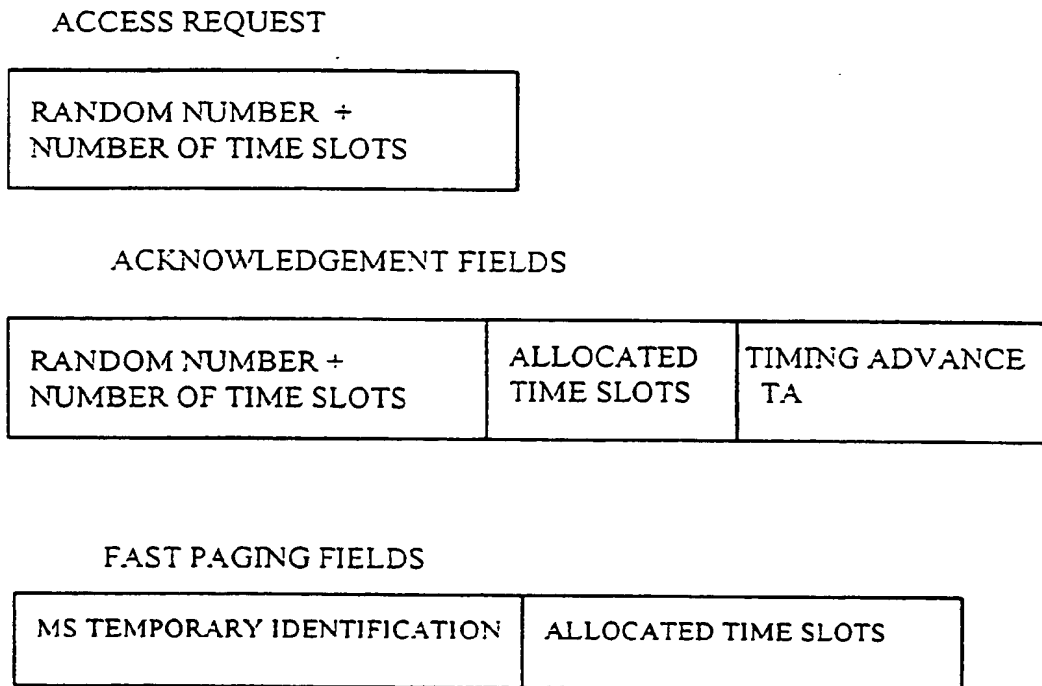 ACCESS REQUEST
RANDOM NUMBER ÷
NUMBER OF TIME SLOTS
ACKNOWLEDGEMENT FIELDS
RANDOM NUMBER ÷
NUMBER OF TIME SLOTS
ALLOCATED
TIME SLOTS
TIMING ADVANCE
TA
FAST PAGING FIELDS
MS TEMPORARY IDENTIFICATION
ALLOCATED TIME SLOTS